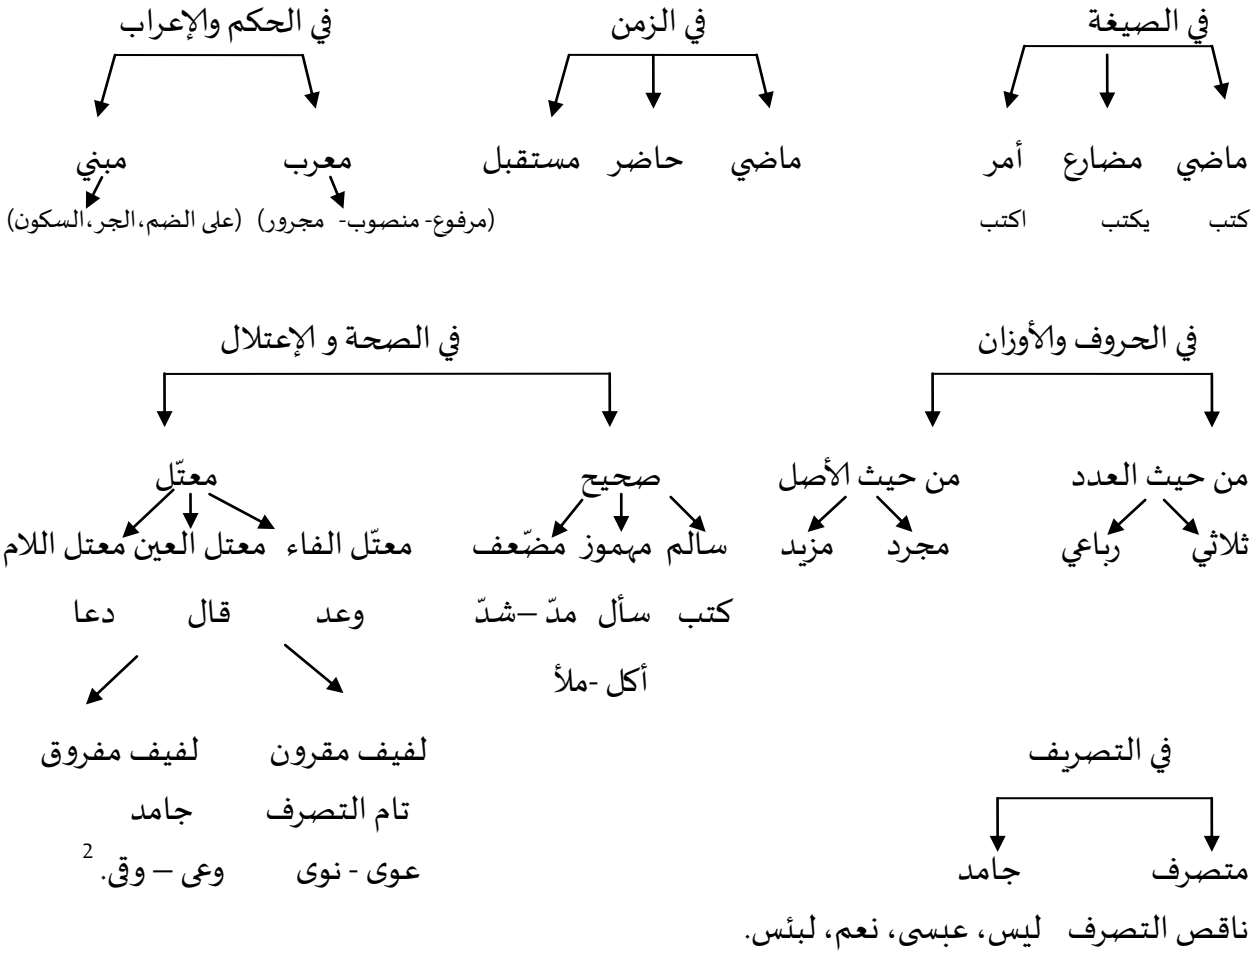 في الصيغة في الزمن في الحكم والإعراب
ماضي مضارع أمر ماضي حاضر مستقبل معرب مبني
كتب يكتب اكتب (مرفوع- منصوب- مجرور) (على الضم،الجر،السكون)
في الحروف والأوزان في الصحة و الإعتلال
من حيث العدد من حيث الأصل صحيح معتّل
ثلاثي رباعي مجرد مزيد سالم مهموز مضّعف معتّل الفاء معتل العين معتل اللام
كتب سأل مدّ –شدّ وعد قال دعا
أكل -ملأ
في التصريف لفيف مقرون لفيف مفروق
تام التصرف جامد
متصرف جامد عوى - نوى وعى – وقى. 2
ناقص التصرف ليس، عبسى، نعم، لبئس.